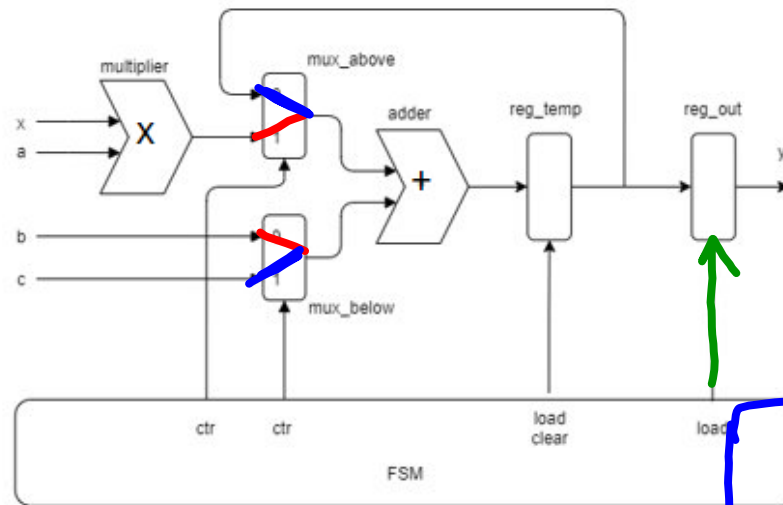 mux_above
multiplier
x
a
X
adder
+
reg_temp
reg_out
y
b
c
mux_below
ctr
ctr
load
clear
load
FSM